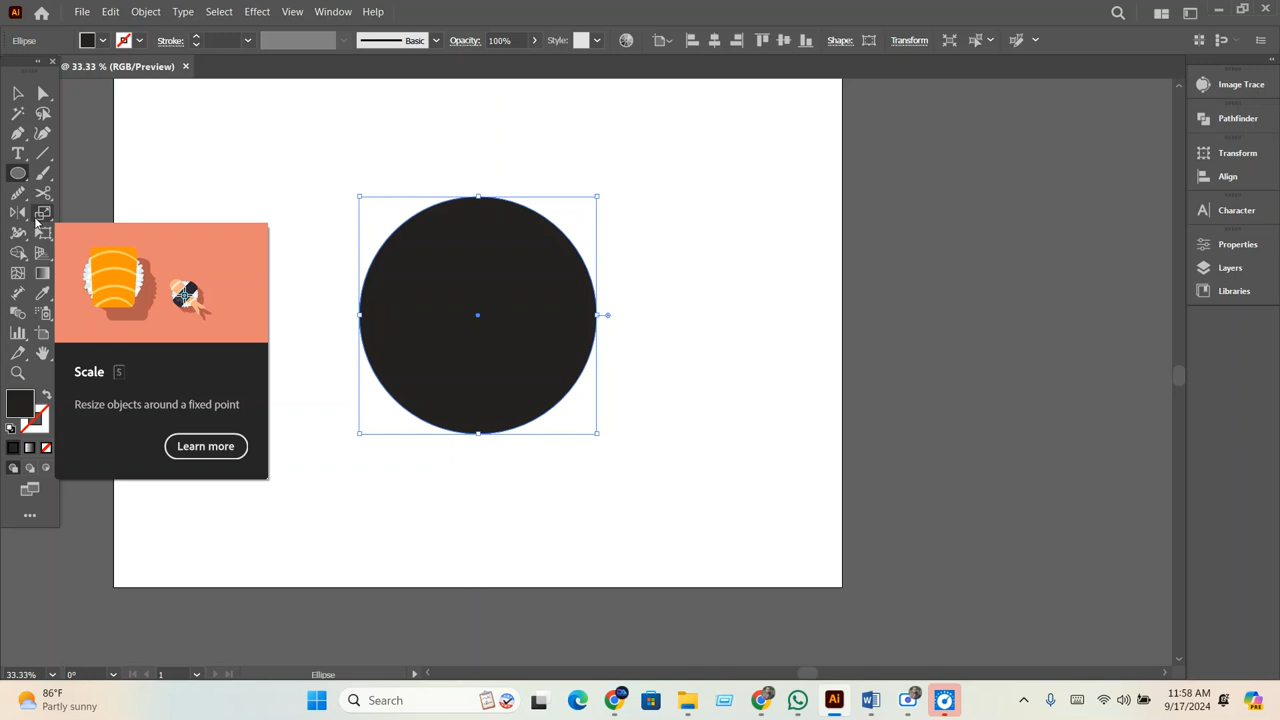 Ai File Edit Object Type Select Effect View Window Help
Ellipse Stroke: Basic Opacity: 100% Style: Shape: Transform
@ 33.33 % (RGB/Preview) ×
Image Trace
Pathfinder
Transform
Align
Character
Properties
Layers
Libraries
T
Scale S
Resize objects around a fixed point
Learn more
33.33% 0° 1 Ellipse
86°F
Partly sunny
Search
Ai
W
11:58 AM
9/17/2024
PRE